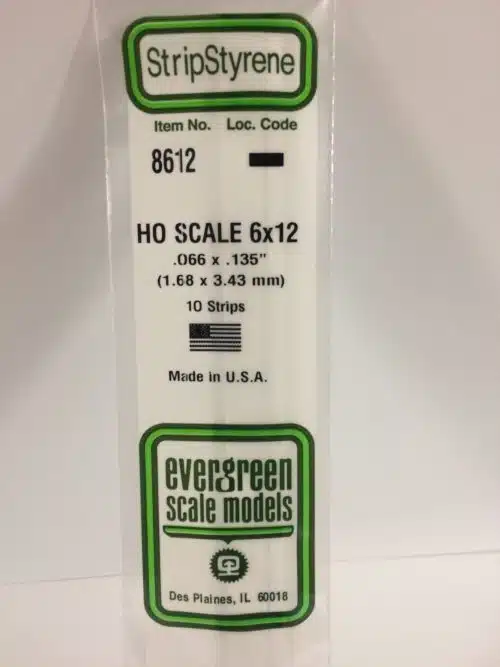 StripStyrene
Item No. Loc. Code
8612
HO SCALE 6x12
.066 x .135"
(1.68 x 3.43 mm)
10 Strips
Made in U.S.A.
evergreen
scale models
Des Plaines, IL 60018